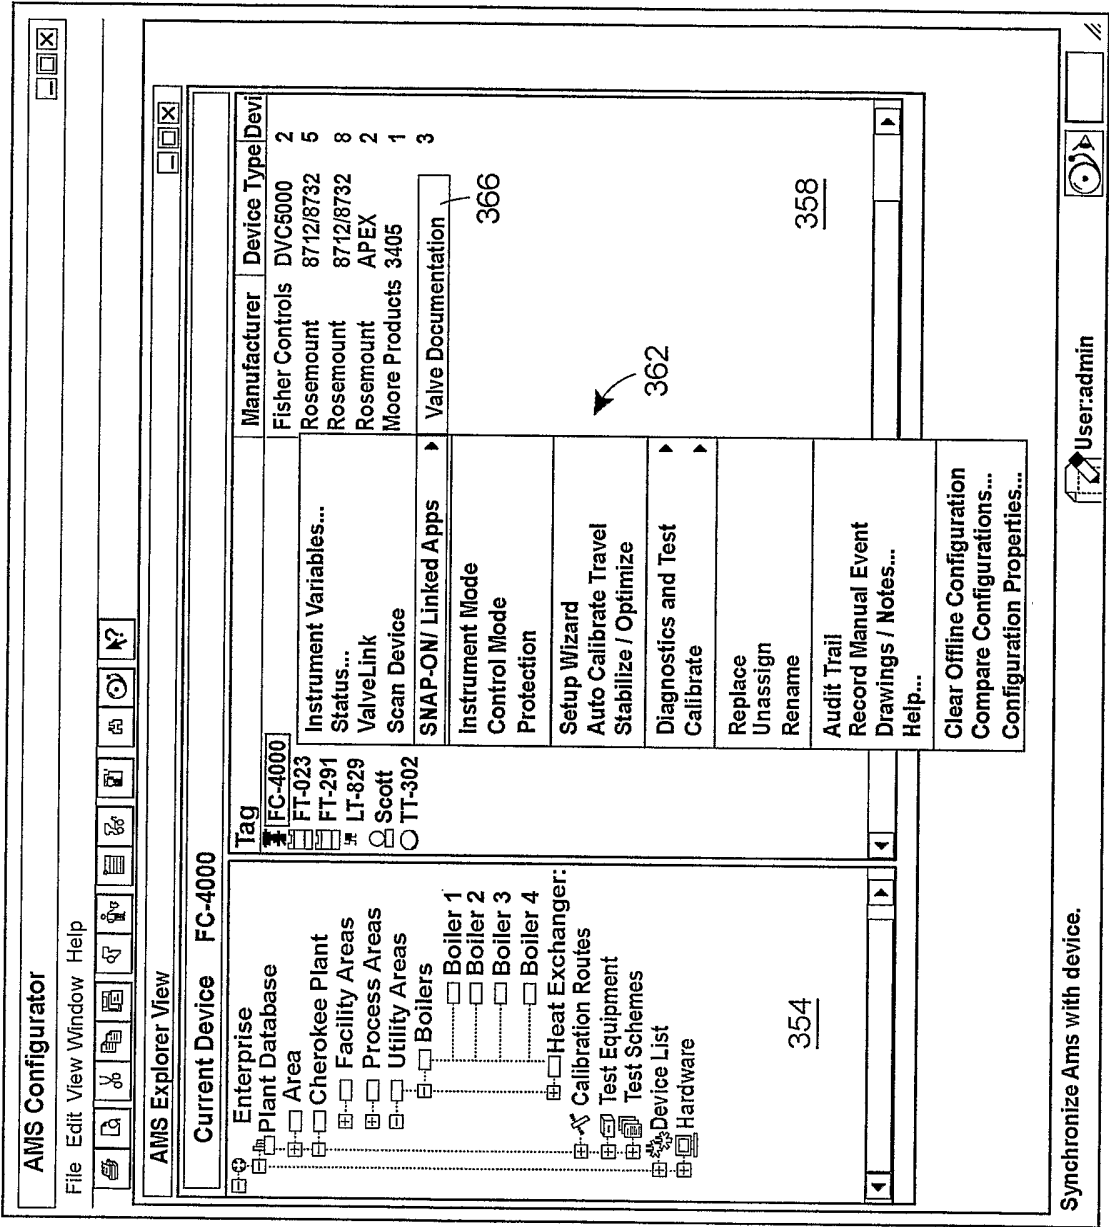 AMS Configurator
File Edit View Window Help
AMS Explorer View
Current Device FC-4000
Enterprise
Plant Database
Area
Cherokee Plant
Facility Areas
Process Areas
Utility Areas
Boilers
Boiler 1
Boiler 2
Boiler 3
Boiler 4
Heat Exchanger:
Calibration Routes
Test Equipment
Test Schemes
Device List
Hardware
354
Tag Manufacturer Device Type Devi
FC-4000 Fisher Controls DVC5000 2
FT-023 Rosemount 8712/8732 5
FT-291 Rosemount 8712/8732 8
LT-829 Rosemount APEX 2
Scott Moore Products 3405 1
TT-302 3
Instrument Variables...
Status...
ValveLink
Scan Device
SNAP-ON/ Linked Apps
Valve Documentation
366
Instrument Mode
Control Mode
Protection
362
Setup Wizard
Auto Calibrate Travel
Stabilize / Optimize
Diagnostics and Test
Calibrate
Replace
Unassign
Rename
Audit Trail
Record Manual Event
Drawings / Notes...
Help...
Clear Offline Configuration
Compare Configurations...
Configuration Properties...
358
Synchronize Ams with device.
User:admin